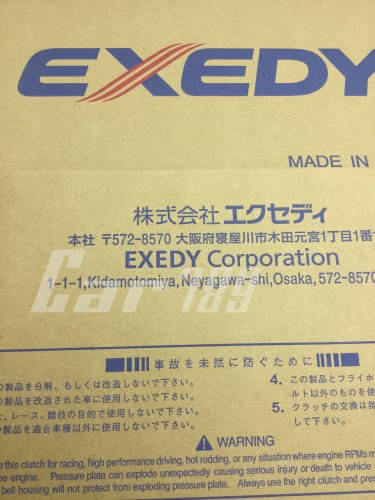 EXEDY
MADE IN
株式会社 エクセディ
本社 〒572-8570 大阪府寝屋川市木田元宮1丁目1番
EXEDY Corporation
1-1-1,Kidamotomiya,Neyagawa-shi,Osaka, 572-8570
Car 789
事故を未然に防ぐために
の製品を分解、もしくは改造しないで下さい。
の製品を改造された車に使用しないで下さい。
、レース、競技の目的で使用しないで下さい。
の製品を適合車種以外に使用しないで下さい。
4. この製品とフライホ
ルト以外のものを使用
5. クラッチの交換は指
して下さい。
WARNING
e this clutch for racing, high performance driving, hot rodding, or any situation where engine RPMs m
he engine. Pressure plate can explode unexpectedly causing serious injury or death to vehicle
bell housing will not protect from exploding pressure plate. Always use the right clutch and press